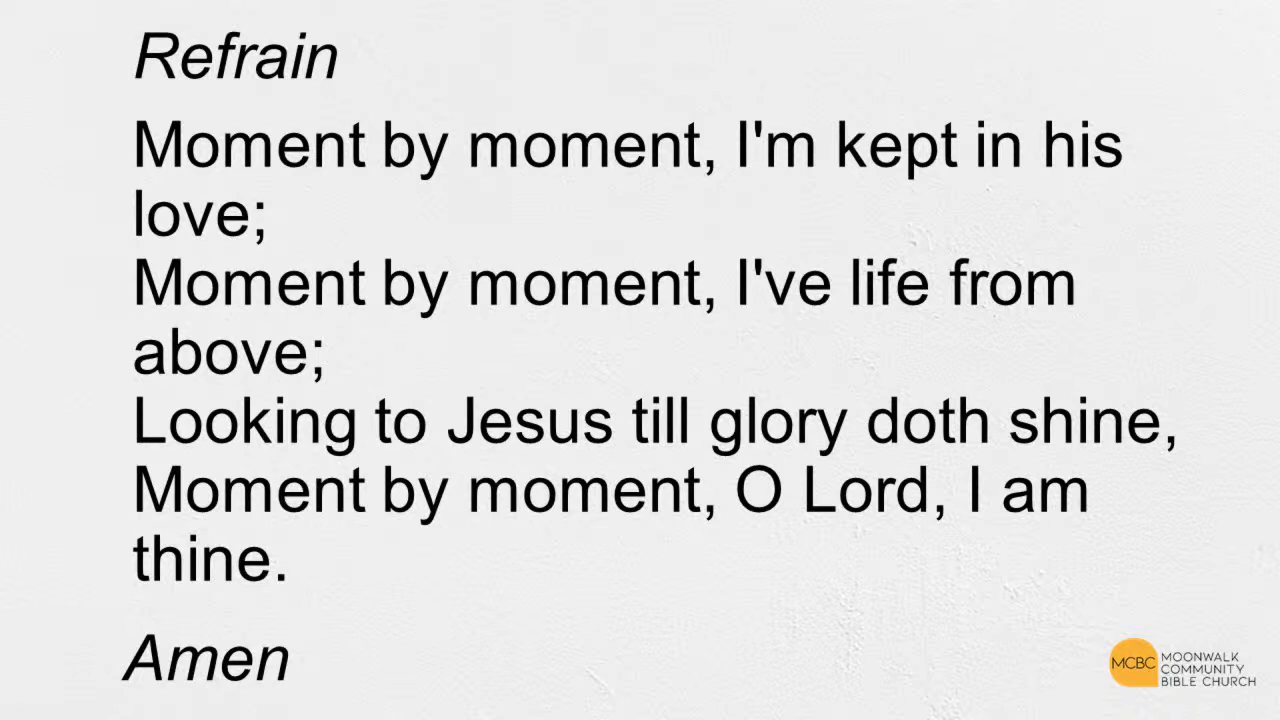 Refrain
Moment by moment, I'm kept in his
love;
Moment by moment, I've life from
above;
Looking to Jesus till glory doth shine,
Moment by moment, O Lord, I am
thine.
Amen
MCBC
MOONWALK
COMMUNITY
BIBLE CHURCH